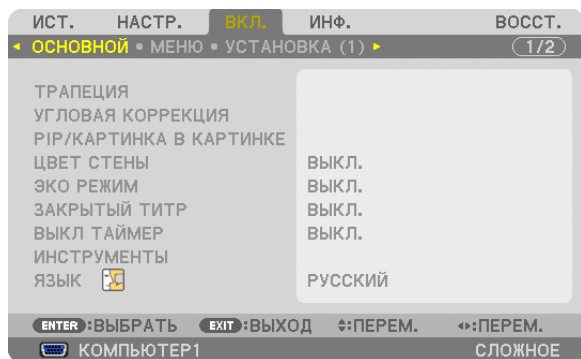 ИСТ. НАСТР. ВКЛ. ИНФ. ВОССТ.
ОСНОВНОЙ • МЕНЮ • УСТАНОВКА (1) 1/2
ТРАПЕЦИЯ
УГЛОВАЯ КОРРЕКЦИЯ
PIP/КАРТИНКА В КАРТИНКЕ
ЦВЕТ СТЕНЫ ВЫКЛ.
ЭКО РЕЖИМ ВЫКЛ.
ЗАКРЫТЫЙ ТИТР ВЫКЛ.
ВЫКЛ ТАЙМЕР ВЫКЛ.
ИНСТРУМЕНТЫ
ЯЗЫК РУССКИЙ
ENTER :ВЫБРАТЬ EXIT :ВЫХОД :ПЕРЕМ. :ПЕРЕМ.
КОМПЬЮТЕР1 СЛОЖНОЕ